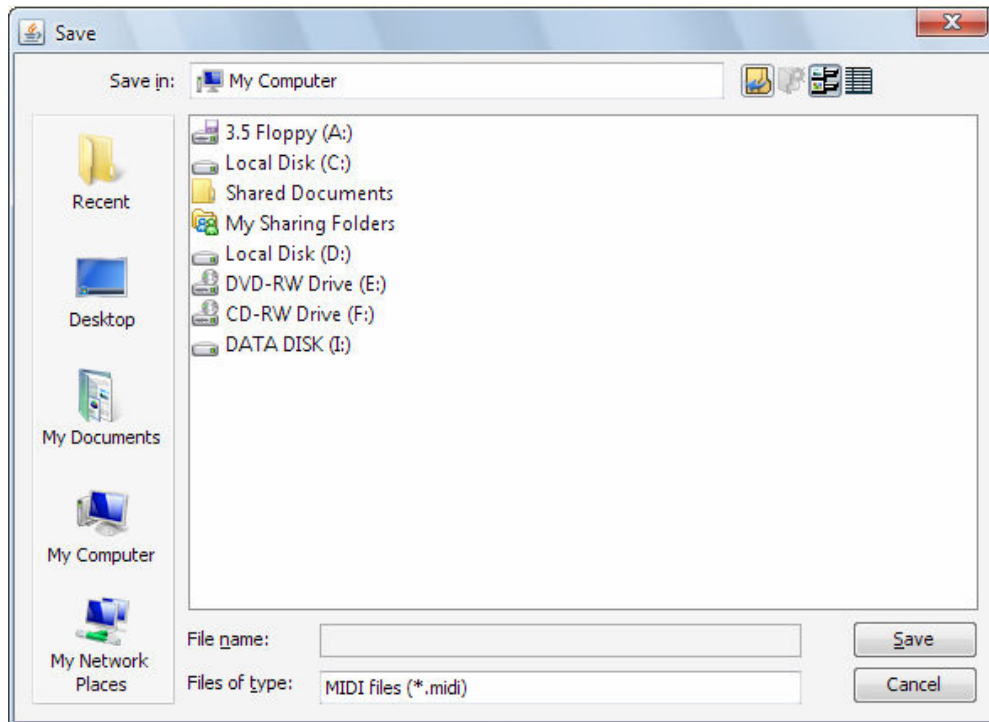 Save
Save in:
My Computer
3.5 Floppy (A:)
Local Disk (C:)
Shared Documents
My Sharing Folders
Local Disk (D:)
DVD-RW Drive (E:)
CD-RW Drive (F:)
DATA DISK (I:)
Recent
Desktop
My Documents
My Computer
My Network
Places
File name:
Save
Files of type:
MIDI files (*.midi)
Cancel